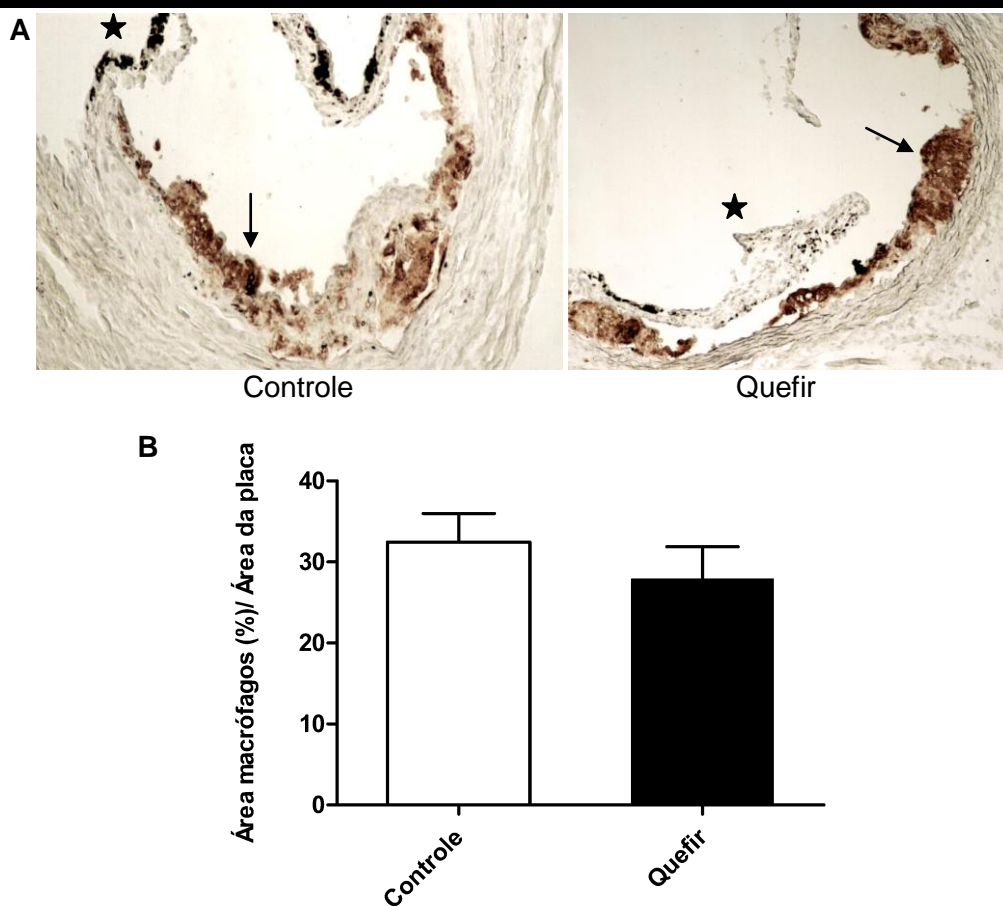 A
Controle
Quefir
B
Área macrófagos (%)/ Área da placa
40
30
20
10
0
Controle
Quefir